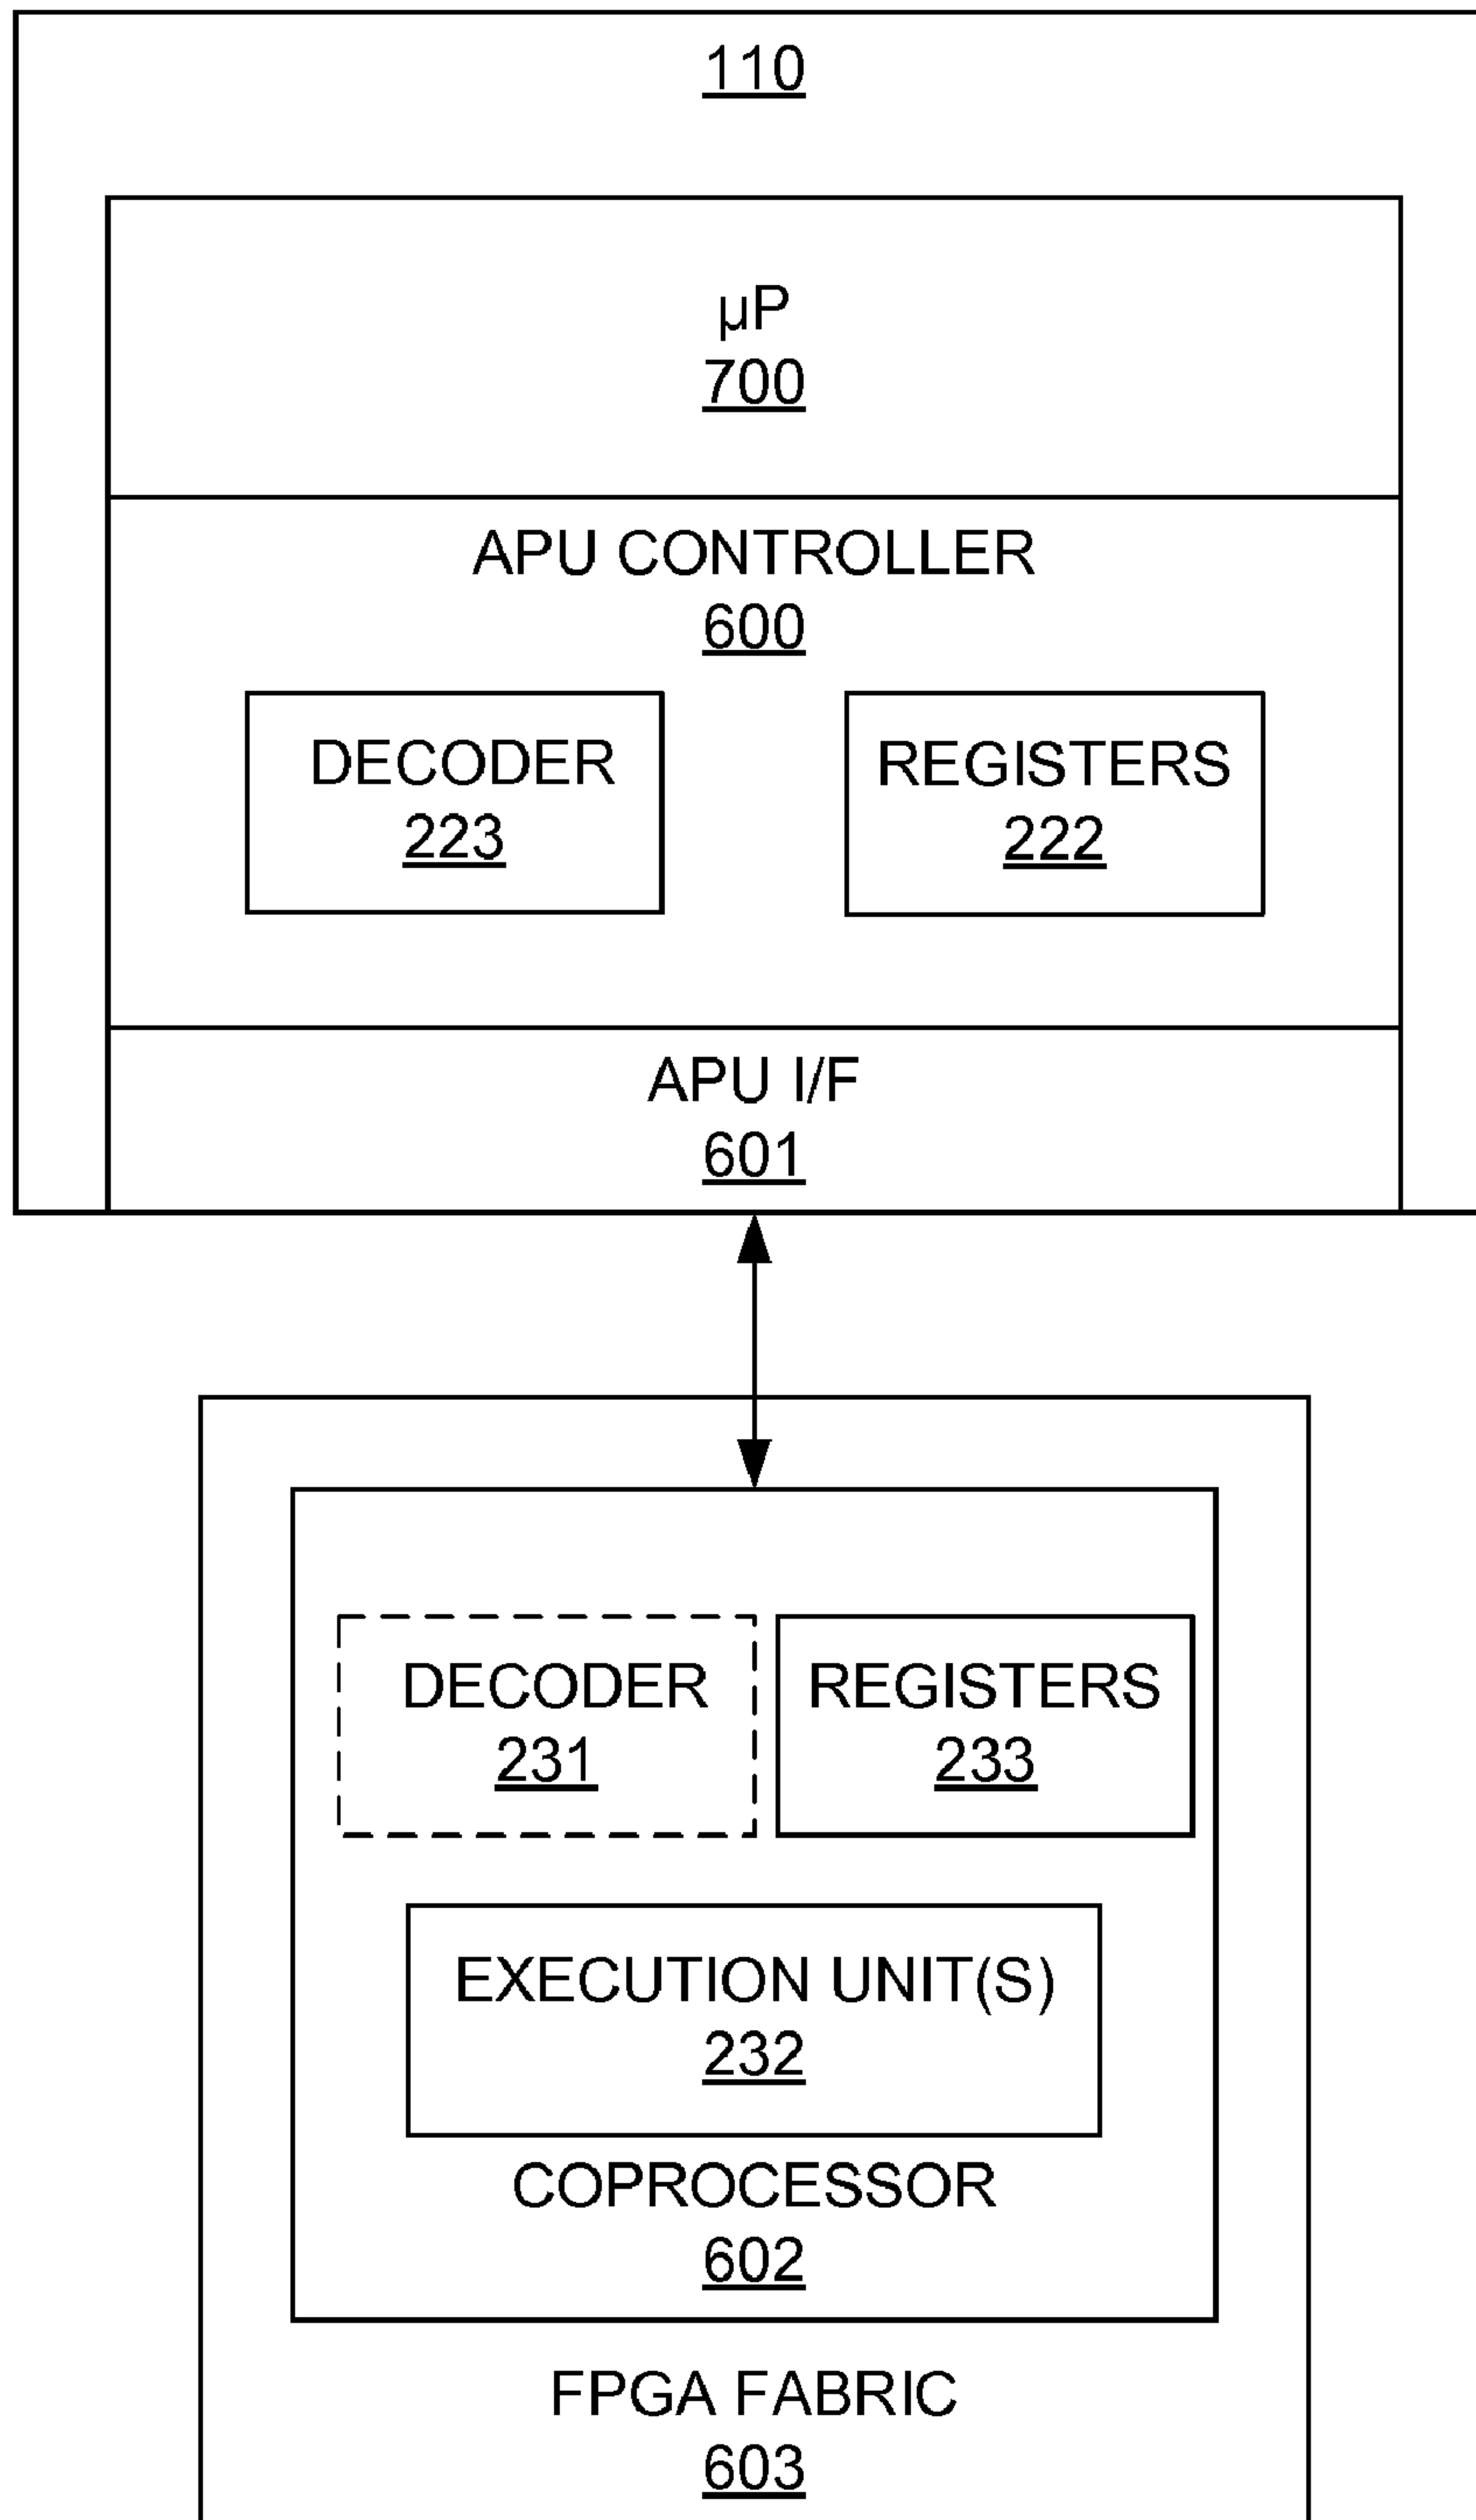 110
µP
700
APU CONTROLLER
600
DECODER
223
REGISTERS
222
APU I/F
601
DECODER
231
REGISTERS
233
EXECUTION UNIT(S)
232
COPROCESSOR
602
FPGA FABRIC
603